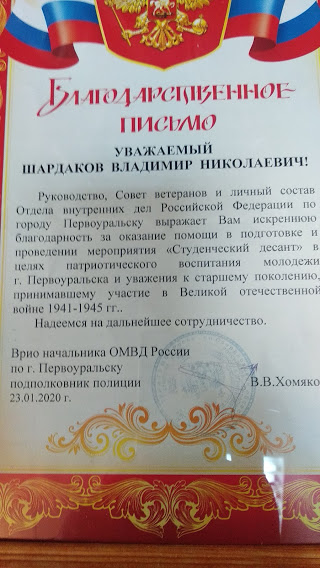 БЛАГОДАРСТВЕННОЕ
ПИСЬМО
УВАЖАЕМЫЙ
ШАРДАКОВ ВЛАДИМИР НИКОЛАЕВИЧ!
Руководство, Совет ветеранов и личный состав
Отдела внутренних дел Российской Федерации по
городу Первоуральску выражает Вам искреннюю
благодарность за оказание помощи в подготовке и
проведении мероприятия «Студенческий десант» в
целях патриотического воспитания молодежи
г. Первоуральска и уважения к старшему поколению,
принимавшему участие в Великой отечественной
войне 1941-1945 гг..
Надеемся на дальнейшее сотрудничество.
Врио начальника ОМВД России
по г. Первоуральску
подполковник полиции В.В.Хомяко
23.01.2020 г.